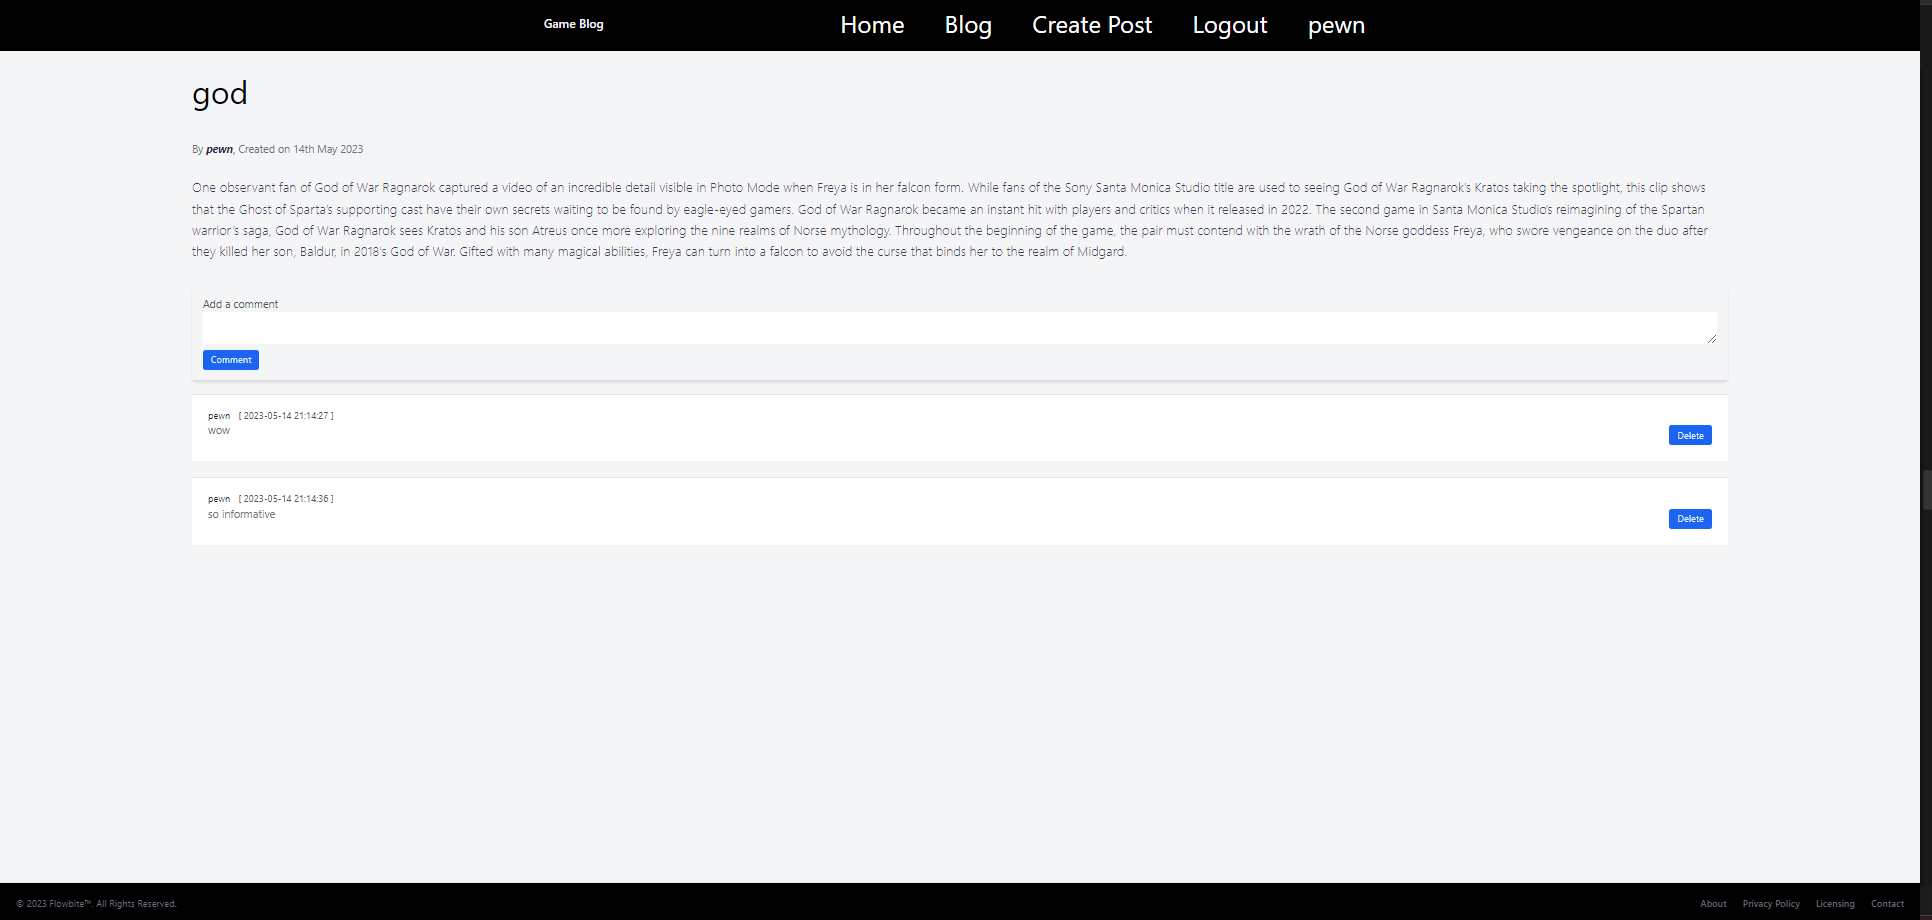 Game Blog
Home Blog Create Post Logout pewn
god
By pewn, Created on 14th May 2023
One observant fan of God of War Ragnarok captured a video of an incredible detail visible in Photo Mode when Freya is in her falcon form. While fans of the Sony Santa Monica Studio title are used to seeing God of War Ragnarok's Kratos taking the spotlight, this clip shows
that the Ghost of Sparta's supporting cast have their own secrets waiting to be found by eagle-eyed gamers. God of War Ragnarok became an instant hit with players and critics when it released in 2022. The second game in Santa Monica Studio's reimagining of the Spartan
warrior's saga, God of War Ragnarok sees Kratos and his son Atreus once more exploring the nine realms of Norse mythology. Throughout the beginning of the game, the pair must contend with the wrath of the Norse goddess Freya, who swore vengeance on the duo after
they killed her son, Baldur, in 2018's God of War. Gifted with many magical abilities, Freya can turn into a falcon to avoid the curse that binds her to the realm of Midgard.
Add a comment
Comment
pewn [ 2023-05-14 21:14:27 ]
wow
Delete
pewn [ 2023-05-14 21:14:36 ]
so informative
Delete
© 2023 Flowbite™. All Rights Reserved.
About Privacy Policy Licensing Contact